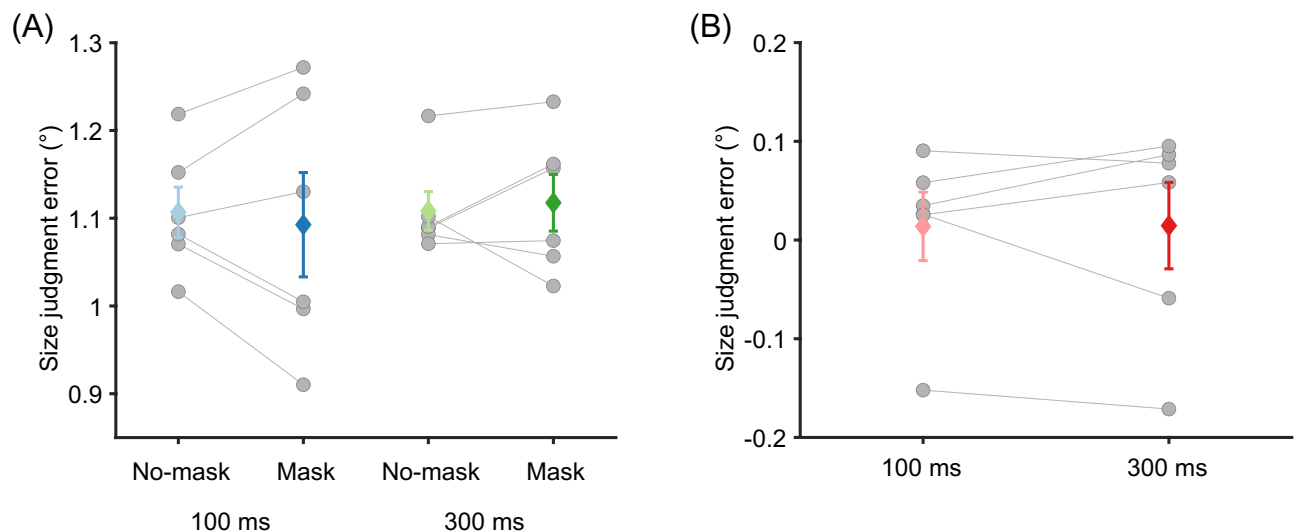 (A)
Size judgment error (°)
1.3
1.2
1.1
1
0.9
No-mask Mask No-mask Mask
100 ms 300 ms
(B)
Size judgment error (°)
0.2
0.1
0
-0.1
-0.2
100 ms 300 ms